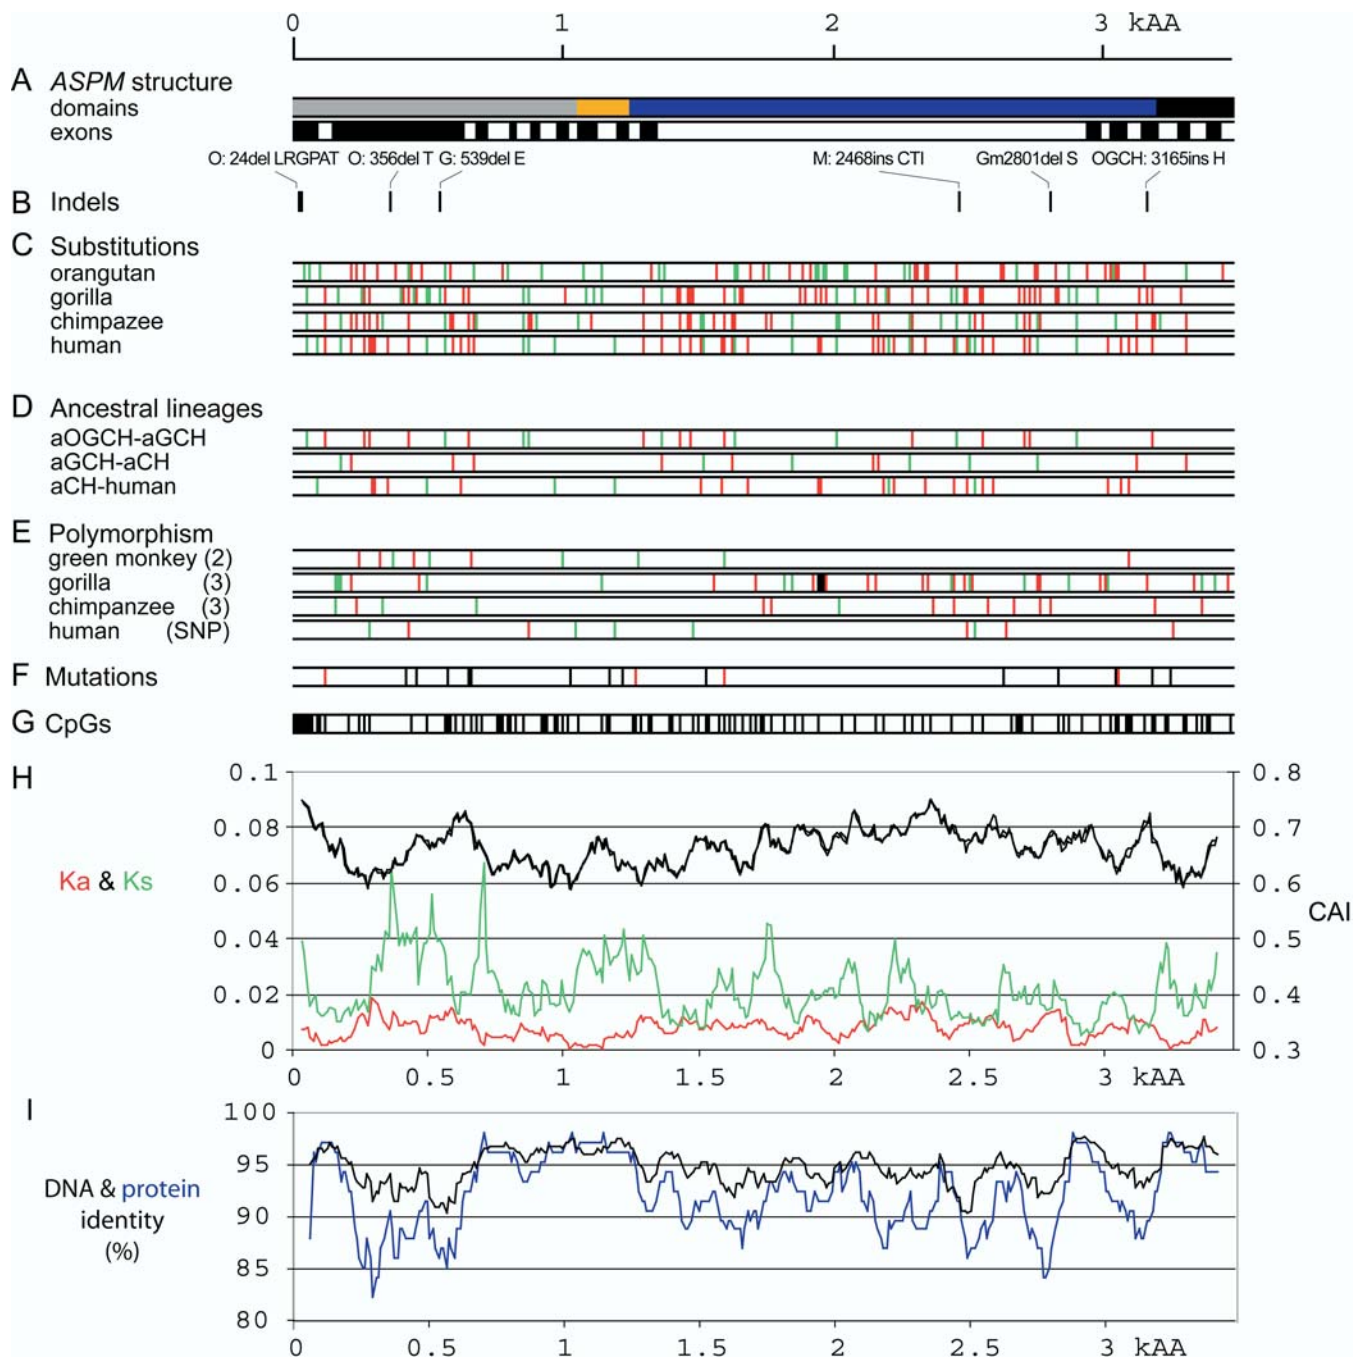 0 1 2 3 kAA
A ASPM structure
domains
exons
O: 24del LRGPAT O: 356del T G: 539del E M: 2468ins CTI Gm2801del S OGCH: 3165ins H
B Indels
C Substitutions
orangutan
gorilla
chimpazee
human
D Ancestral lineages
aOGCH-aGCH
aGCH-aCH
aCH-human
E Polymorphism
green monkey (2)
gorilla (3)
chimpanzee (3)
human (SNP)
F Mutations
G CpGs
H
0.1 0.8
0.08 0.7
0.06 0.6
Ka & Ks
CAI
0.04 0.5
0.02 0.4
0 0.3
0 0.5 1 1.5 2 2.5 3 kAA
I
100
95
DNA & protein
identity
(%)
90
85
80
0 0.5 1 1.5 2 2.5 3 kAA